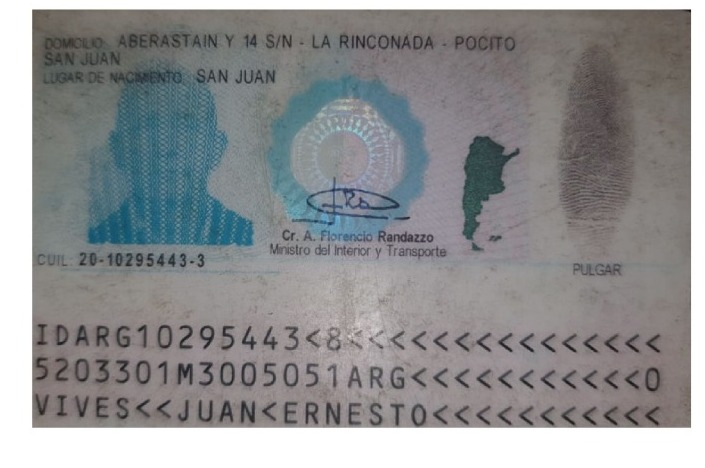 DOMICILIO: ABERASTAIN Y 14 S/N - LA RINCONADA - POCITO
SAN JUAN
LUGAR DE NACIMIENTO: SAN JUAN
Cr. A. Florencio Randazzo
Ministro del Interior y Transporte
CUIL: 20-10295443-3
PULGAR
IDARG10295443<8<<<<<<<<<<<<<<<
5203301M3005051ARG<<<<<<<<<<<0
VIVES<<JUAN<ERNESTO<<<<<<<<<<<